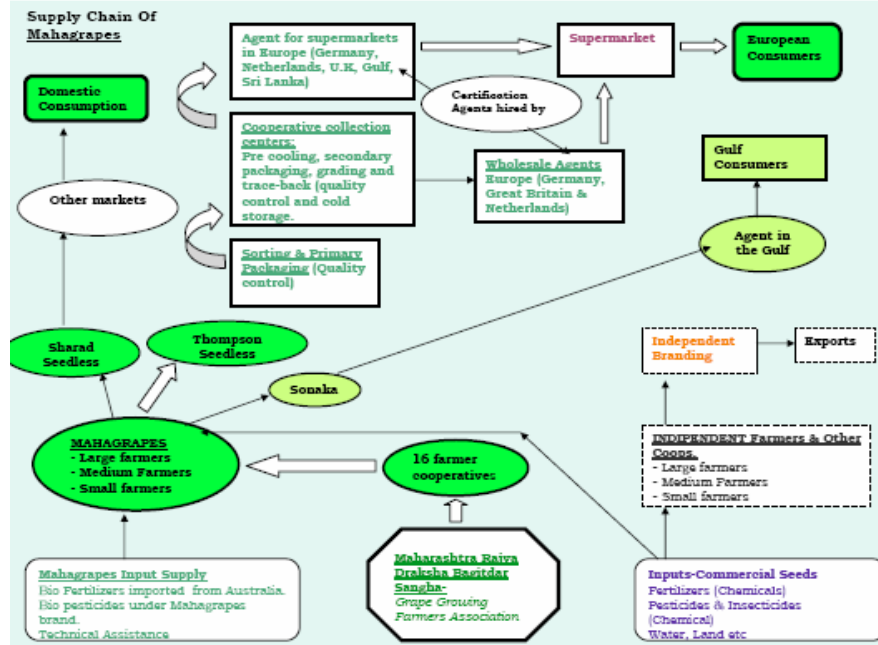 Supply Chain Of
Mahagrapes
Agent for supermarkets
in Europe (Germany,
Netherlands, U.K, Gulf,
Sri Lanka)
Supermarket
European
Consumers
Domestic
Consumption
Certification
Agents hired by
Cooperative collection
centers:
Pre cooling, secondary
packaging, grading and
trace-back (quality
control and cold
storage.
Wholesale Agents
Europe (Germany,
Great Britain &
Netherlands)
Gulf
Consumers
Other markets
Agent in
the Gulf
Sorting & Primary
Packaging (Quality
control)
Sharad
Seedless
Thompson
Seedless
Sonaka
Independent
Branding
Exports
MAHAGRAPES
- Large farmers
- Medium Farmers
- Small farmers
16 farmer
cooperatives
INDIPENDENT Farmers & Other
Coops.
- Large farmers
- Medium Farmers
- Small farmers
Mahagrapes Input Supply
Bio Fertilizers imported from Australia.
Bio pesticides under Mahagrapes
brand.
Technical Assistance
Maharashtra Rajya
Draksha Bagitdar
Sangha-
Grape Growing
Farmers Association
Inputs-Commercial Seeds
Fertilizers (Chemicals)
Pesticides & Insecticides
(Chemical)
Water, Land etc